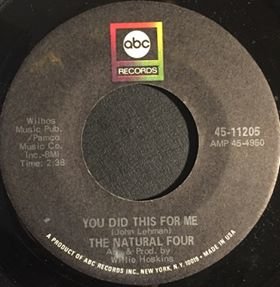 abc
RECORDS
Wilhos
Music Pub.
/Pamco
Music Co.
Inc.-BMI
Time: 2:38
45-11205
AMP 45-4950
YOU DID THIS FOR ME
(John Lehman)
THE NATURAL FOUR
Arr. & Prod. by
Willie Hoskins
A PRODUCT OF ABC RECORDS INC., NEW YORK, N.Y. 10019 • MADE IN USA